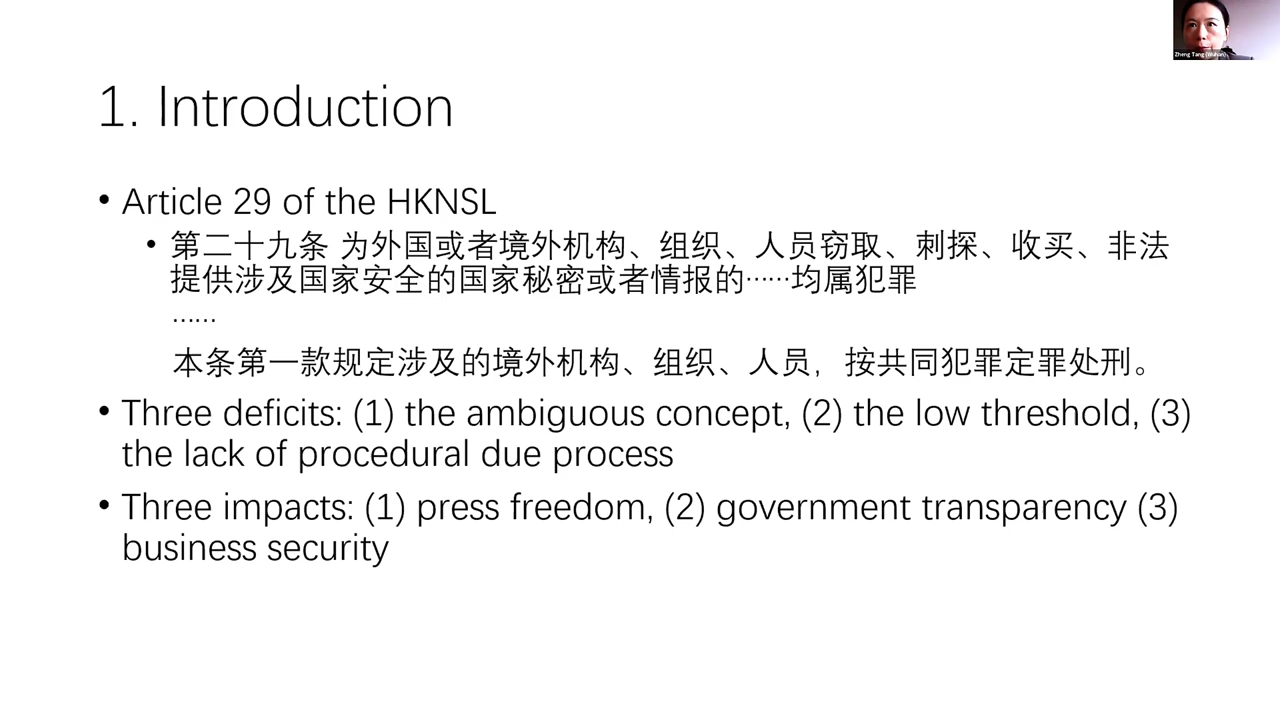 Zheng Tang (Wuhan)
1. Introduction
• Article 29 of the HKNSL
• 第二十九条 为外国或者境外机构、组织、人员窃取、刺探、收买、非法
提供涉及国家安全的国家秘密或者情报的……均属犯罪
……
本条第一款规定涉及的境外机构、组织、人员，按共同犯罪定罪处刑。
• Three deficits: (1) the ambiguous concept, (2) the low threshold, (3)
the lack of procedural due process
• Three impacts: (1) press freedom, (2) government transparency (3)
business security